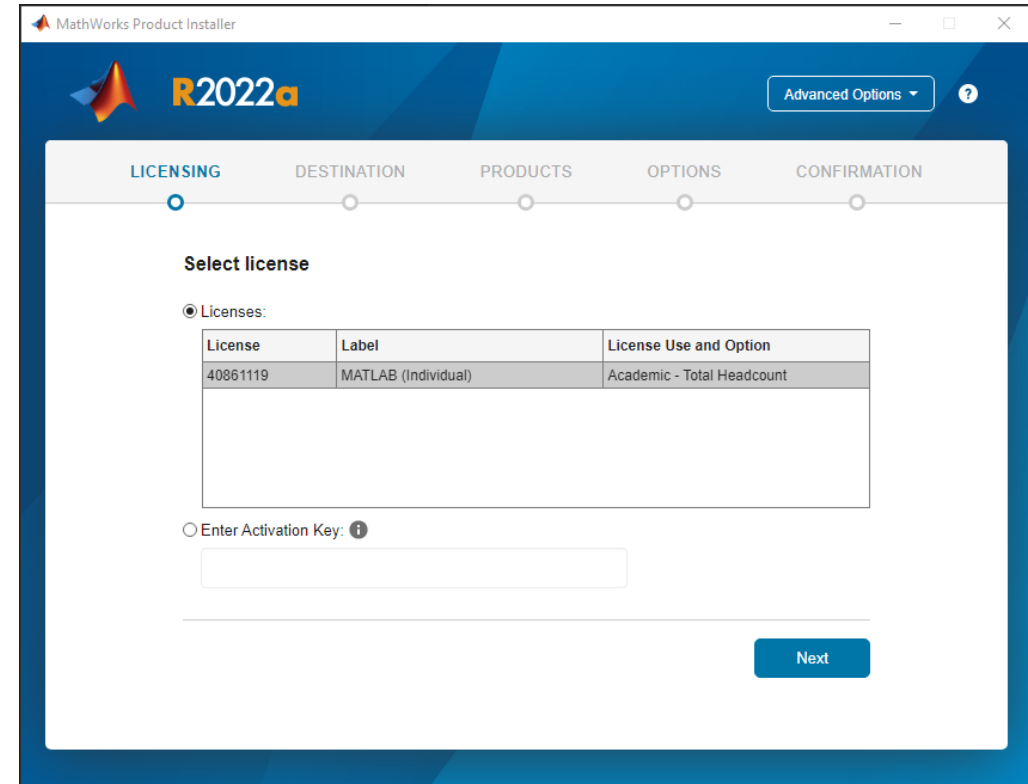 MathWorks Product Installer
R2022a
Advanced Options
?
LICENSING DESTINATION PRODUCTS OPTIONS CONFIRMATION
Select license
Licenses:
License Label License Use and Option
40861119 MATLAB (Individual) Academic - Total Headcount
Enter Activation Key: i
Next